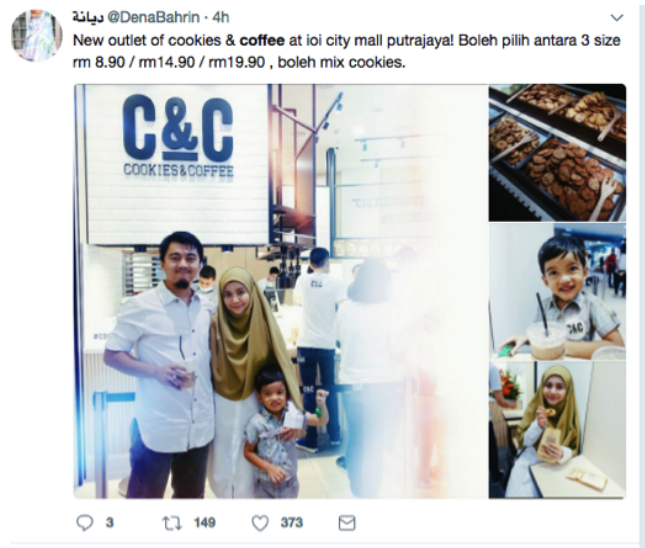 ديانة @DenaBahrin · 4h
New outlet of cookies & coffee at ioi city mall putrajaya! Boleh pilih antara 3 size
rm 8.90 / rm14.90 / rm19.90 , boleh mix cookies.
C&C
COOKIES&COFFEE
C&C
C&C
3 149 373